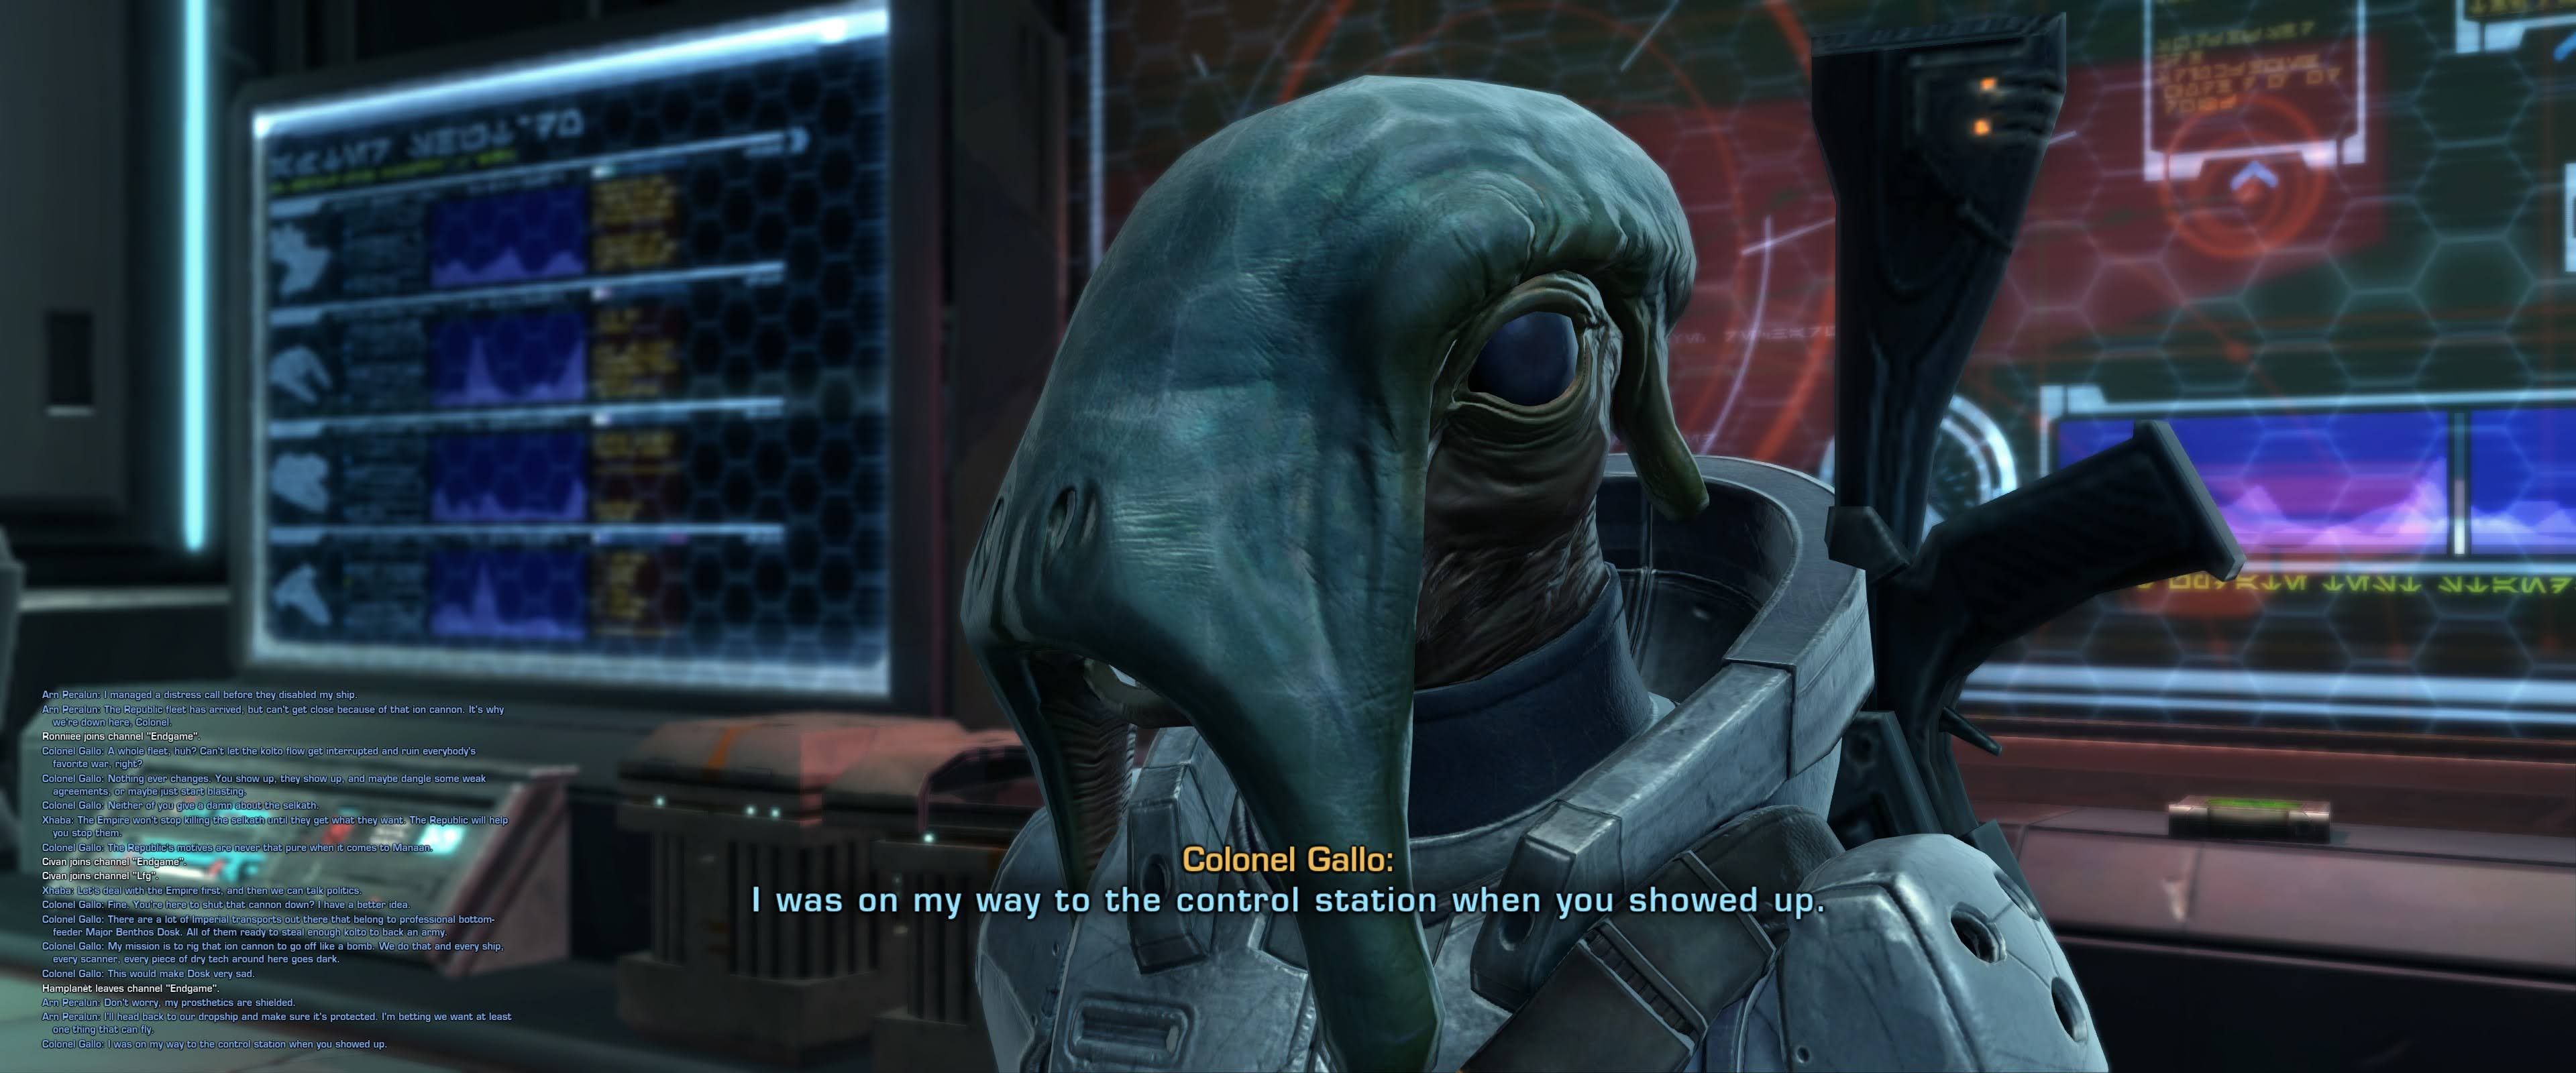 Arn Peralun: I managed a distress call before they disabled my ship.
Arn Peralun: The Republic fleet has arrived, but can't get close because of that ion cannon. It's why
we're down here, Colonel.
Ronniiee joins channel "Endgame".
Colonel Gallo: A whole fleet, huh? Can't let the kolto flow get interrupted and ruin everybody's
favorite war, right?
Colonel Gallo: Nothing ever changes. You show up, they show up, and maybe dangle some weak
agreements, or maybe just start blasting.
Colonel Gallo: Neither of you give a damn about the selkath.
Xhaba: The Empire won't stop killing the selkath until they get what they want. The Republic will help
you stop them.
Colonel Gallo: The Republic's motives are never that pure when it comes to Manaan.
Civan joins channel "Endgame".
Civan joins channel "Lfg".
Xhaba: Let's deal with the Empire first, and then we can talk politics.
Colonel Gallo: Fine. You're here to shut that cannon down? I have a better idea.
Colonel Gallo: There are a lot of Imperial transports out there that belong to professional bottom-
feeder Major Benthos Dosk. All of them ready to steal enough kolto to back an army.
Colonel Gallo: My mission is to rig that ion cannon to go off like a bomb. We do that and every ship,
every scanner, every piece of dry tech around here goes dark.
Colonel Gallo: This would make Dosk very sad.
Hamplanèt leaves channel "Endgame".
Arn Peralun: Don't worry, my prosthetics are shielded.
Arn Peralun: I'll head back to our dropship and make sure it's protected. I'm betting we want at least
one thing that can fly.
Colonel Gallo: I was on my way to the control station when you showed up.
Colonel Gallo:
I was on my way to the control station when you showed up.